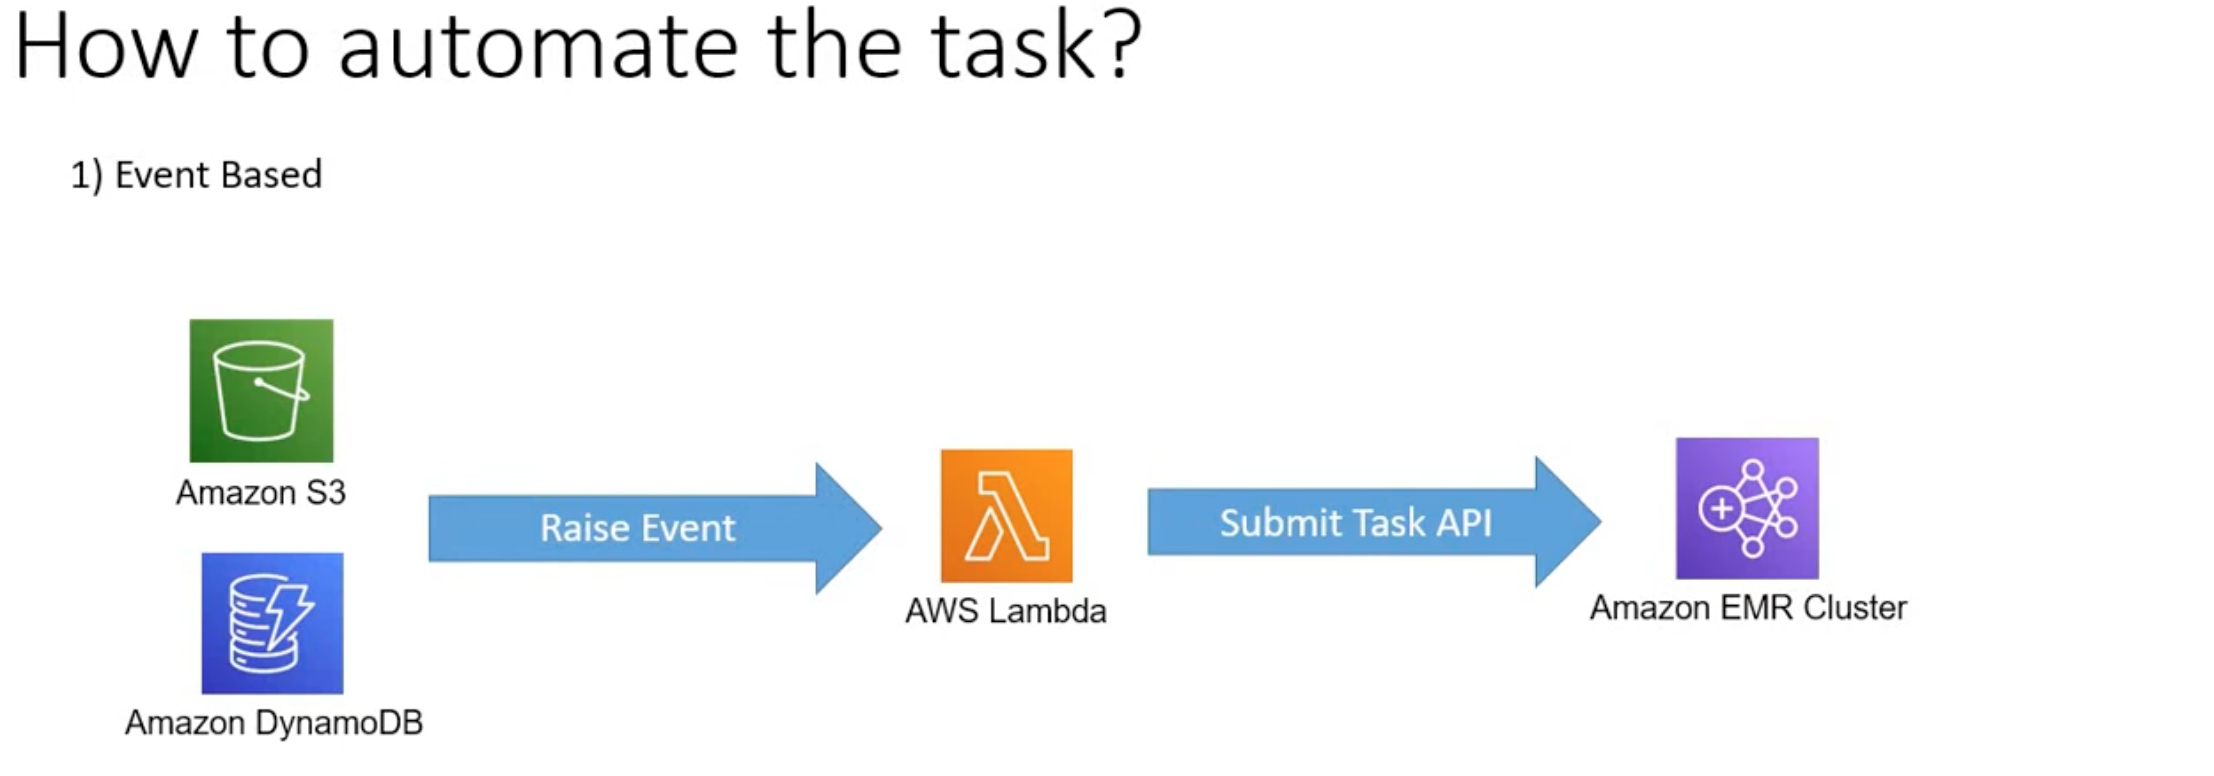 How to automate the task?
1) Event Based
Amazon S3
Raise Event
Submit Task API
AWS Lambda
Amazon EMR Cluster
Amazon DynamoDB